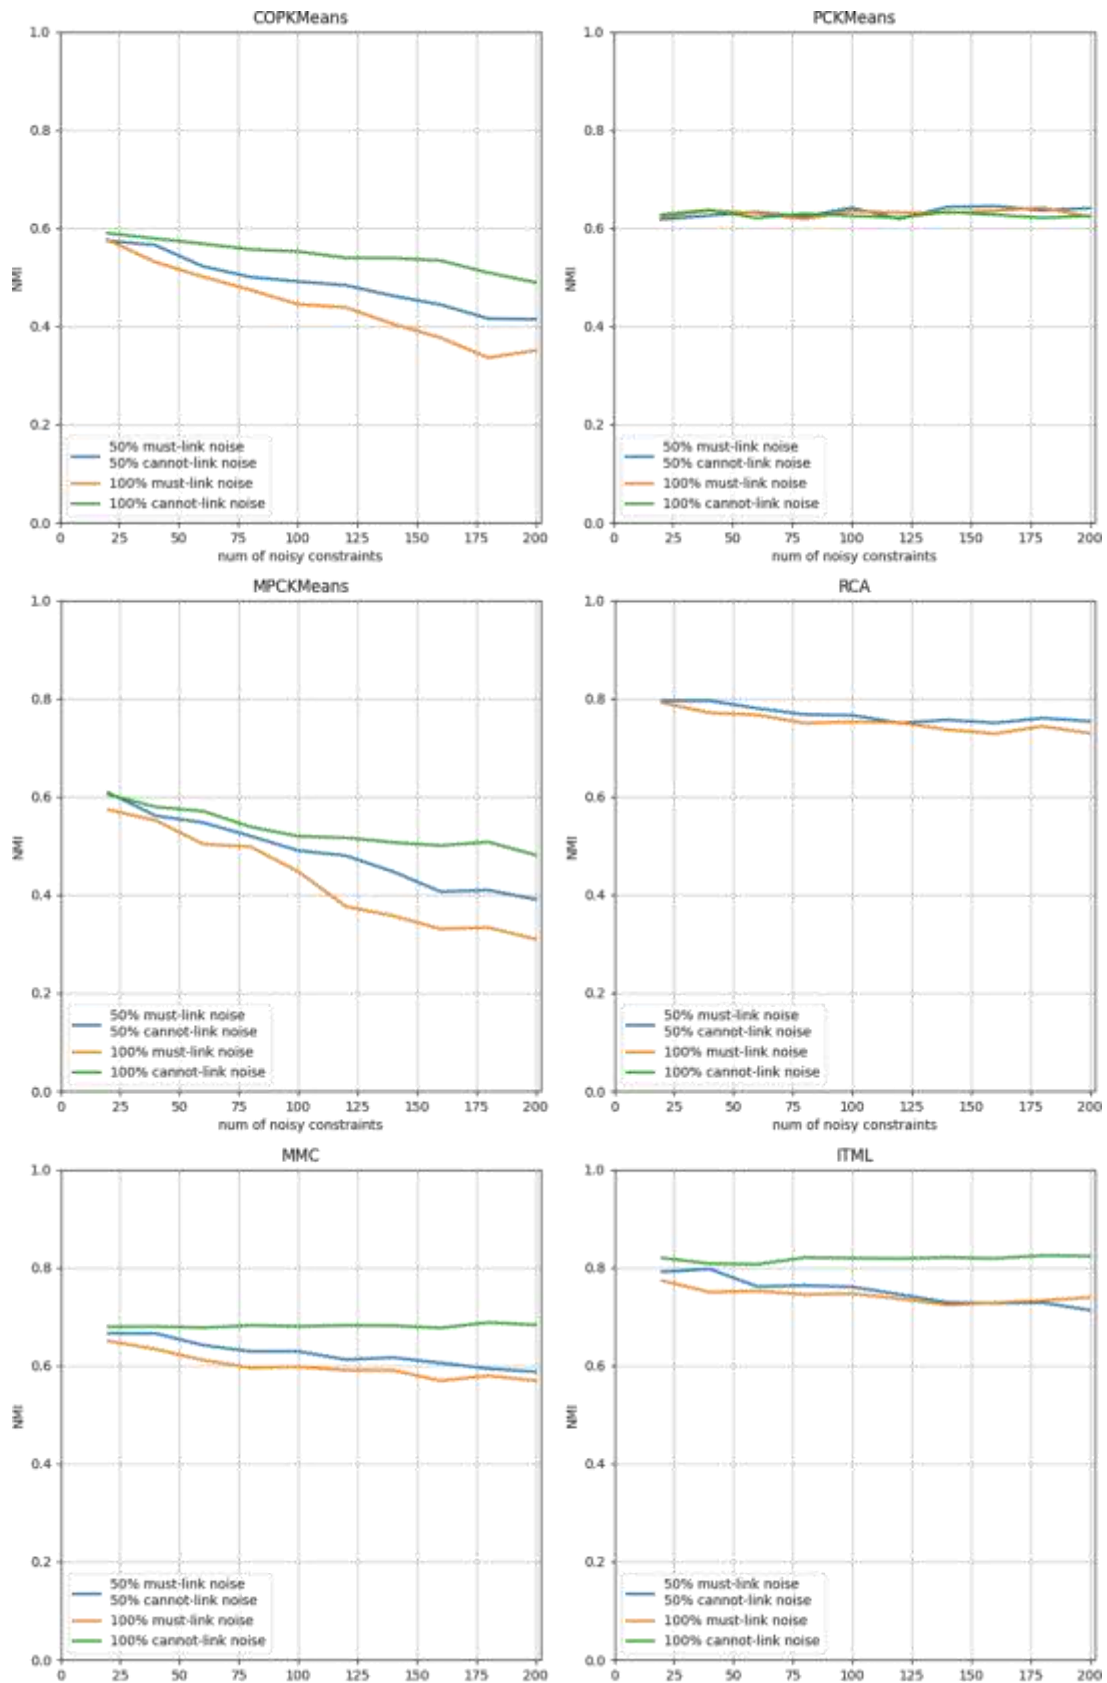 COPKMeans
1.0
0.8
0.6
0.4
0.2
0.0
NMI
50% must-link noise
50% cannot-link noise
100% must-link noise
100% cannot-link noise
0 25 50 75 100 125 150 175 200
num of noisy constraints
PCKMeans
1.0
0.8
0.6
0.4
0.2
0.0
NMI
50% must-link noise
50% cannot-link noise
100% must-link noise
100% cannot-link noise
0 25 50 75 100 125 150 175 200
num of noisy constraints
MPCKMeans
1.0
0.8
0.6
0.4
0.2
0.0
NMI
50% must-link noise
50% cannot-link noise
100% must-link noise
100% cannot-link noise
0 25 50 75 100 125 150 175 200
num of noisy constraints
RCA
1.0
0.8
0.6
0.4
0.2
0.0
NMI
50% must-link noise
50% cannot-link noise
100% must-link noise
100% cannot-link noise
0 25 50 75 100 125 150 175 200
num of noisy constraints
MMC
1.0
0.8
0.6
0.4
0.2
0.0
NMI
50% must-link noise
50% cannot-link noise
100% must-link noise
100% cannot-link noise
0 25 50 75 100 125 150 175 200
ITML
1.0
0.8
0.6
0.4
0.2
0.0
NMI
50% must-link noise
50% cannot-link noise
100% must-link noise
100% cannot-link noise
0 25 50 75 100 125 150 175 200